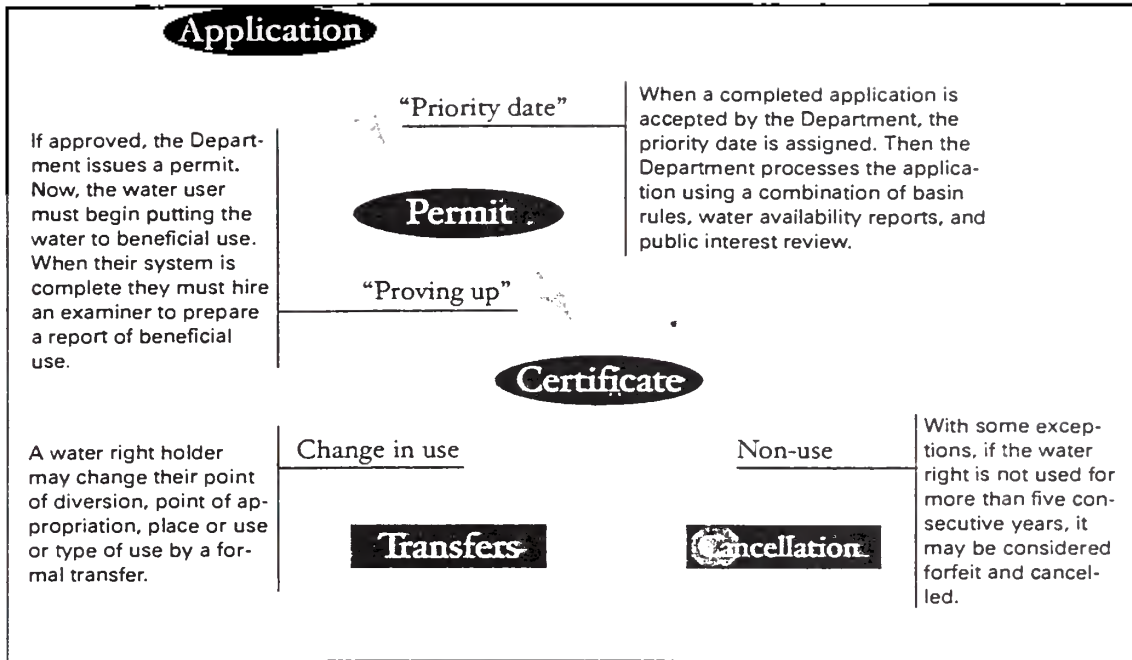 Application
"Priority date"
When a completed application is
accepted by the Department, the
priority date is assigned. Then the
Department processes the applica-
tion using a combination of basin
rules, water availability reports, and
public interest review.
If approved, the Depart-
ment issues a permit.
Now, the water user
must begin putting the
water to beneficial use.
When their system is
complete they must hire
an examiner to prepare
a report of beneficial
use.
Permit
"Proving up"
Certificate
Change in use
A water right holder
may change their point
of diversion, point of ap-
propriation, place or use
or type of use by a for-
mal transfer.
Non-use
With some excep-
tions, if the water
right is not used for
more than five con-
secutive years, it
may be considered
forfeit and cancel-
led.
Transfers
Cancellation